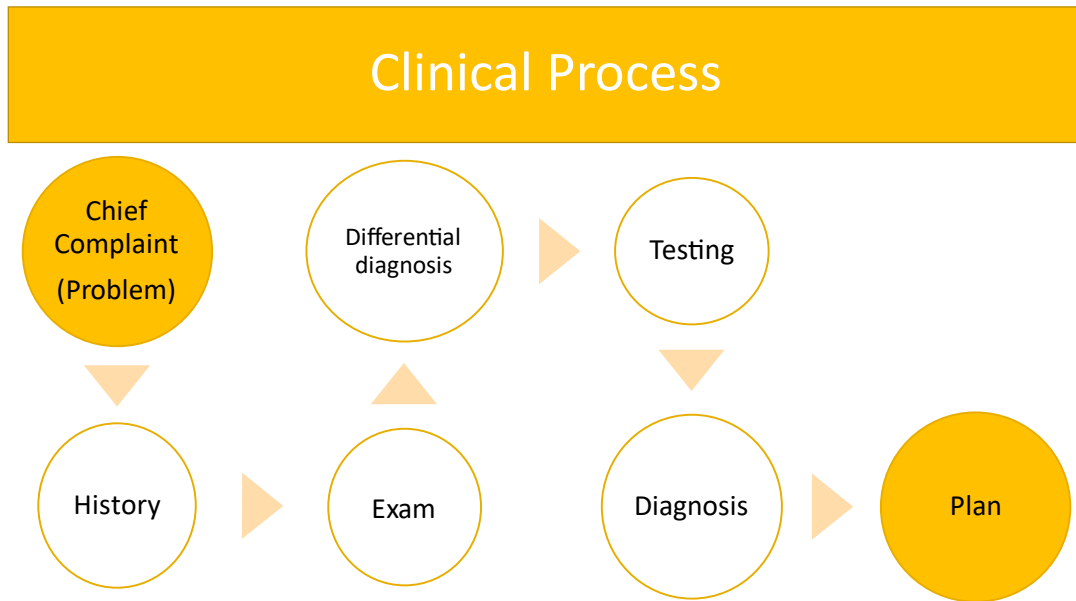 Clinical Process
Chief
Complaint
(Problem)
History
Exam
Differential
diagnosis
Testing
Diagnosis
Plan